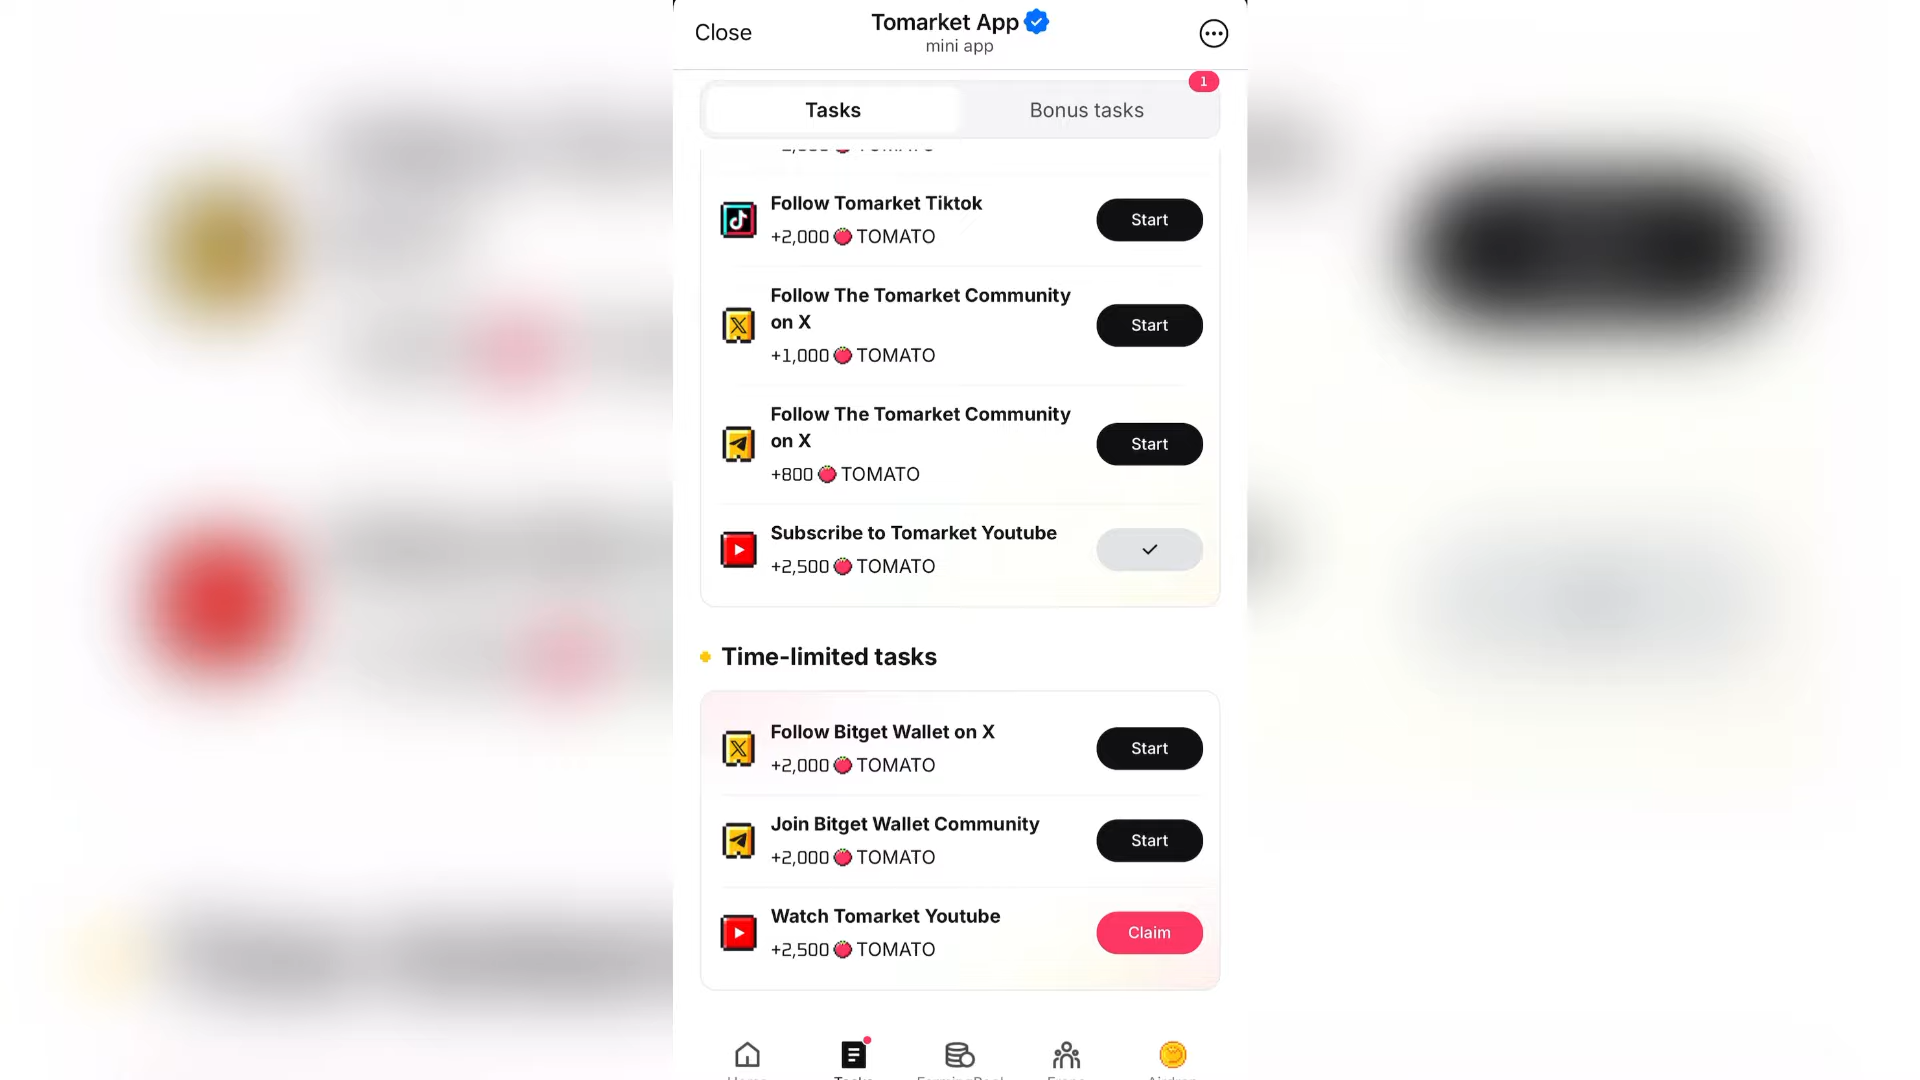 Close
Tomarket App
mini app
1
Tasks
Bonus tasks
Follow Tomarket Tiktok
+2,000 TOMATO
Start
Follow The Tomarket Community
on X
+1,000 TOMATO
Start
Follow The Tomarket Community
on X
+800 TOMATO
Start
Subscribe to Tomarket Youtube
+2,500 TOMATO
Time-limited tasks
Follow Bitget Wallet on X
+2,000 TOMATO
Start
Join Bitget Wallet Community
+2,000 TOMATO
Start
Watch Tomarket Youtube
+2,500 TOMATO
Claim